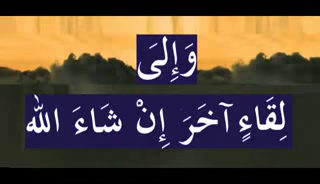 وَإِلَى
لِقَاءٍ آخَرَ إِنْ شَاءَ الله